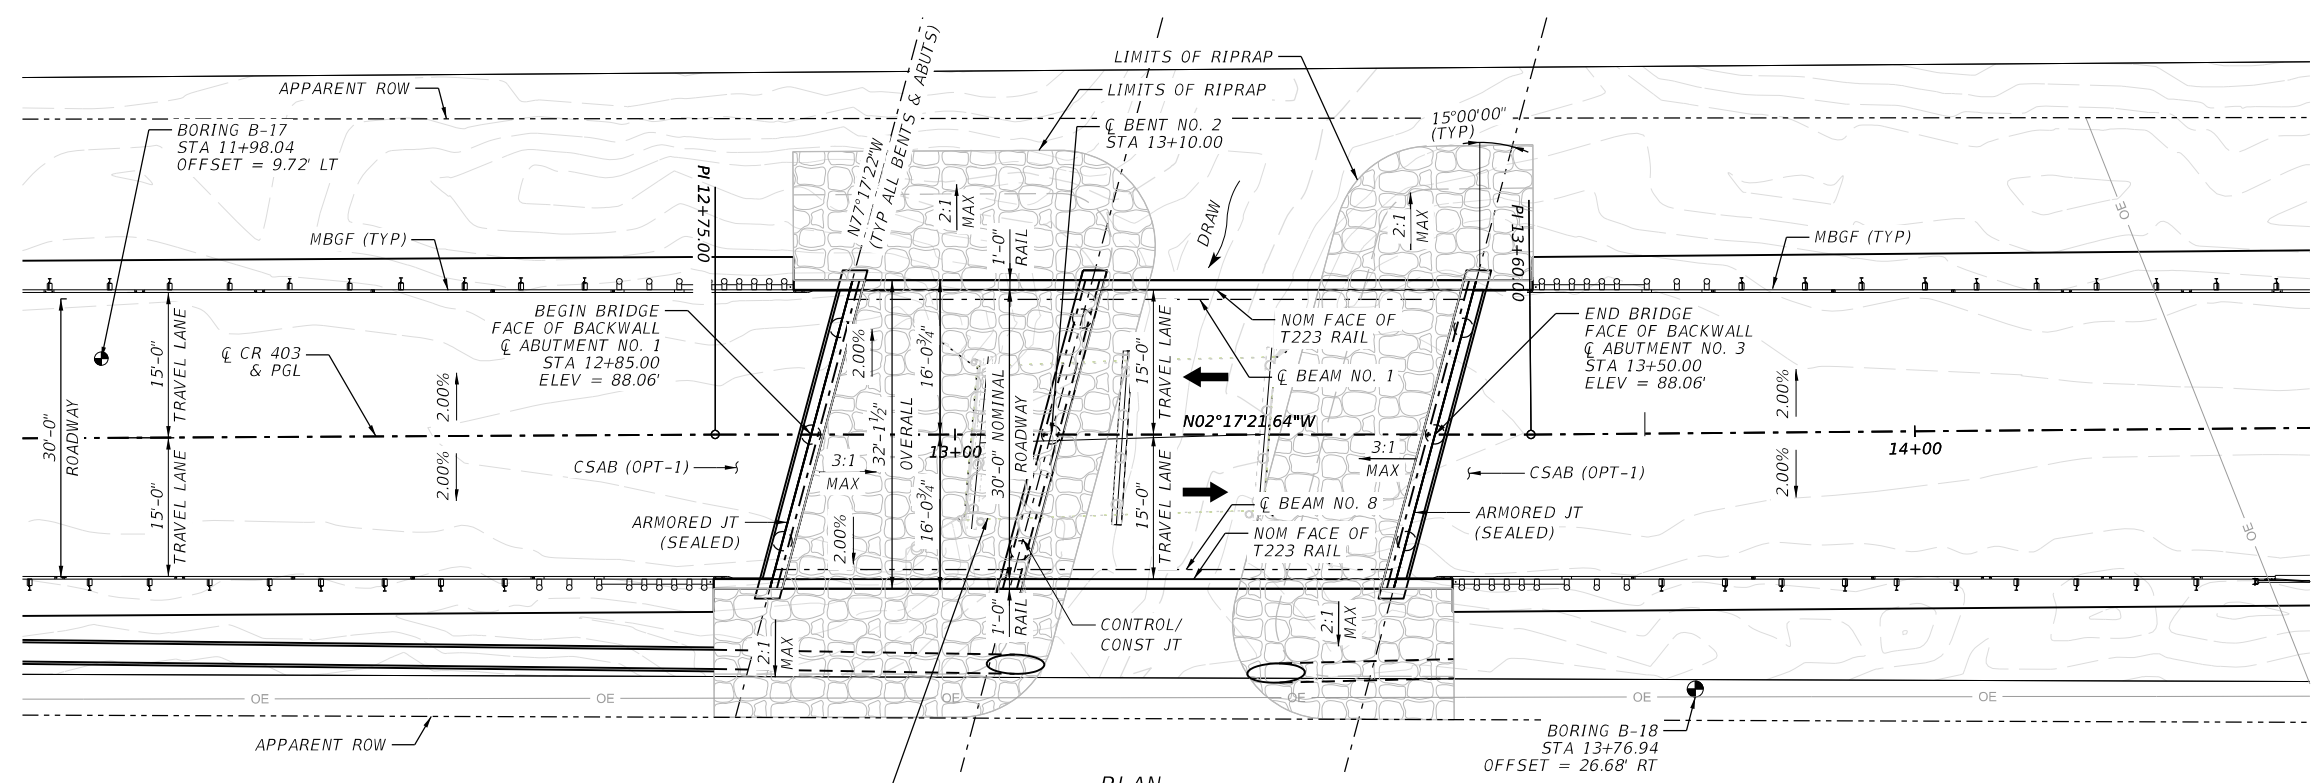 LIMITS OF RIPRAP
APPARENT ROW
LIMITS OF RIPRAP
BORING B-17
STA 11+98.04
OFFSET = 9.72' LT
N77°17'22"W
(TYP ALL BENTS & ABUTS)
℄ BENT NO. 2
STA 13+10.00
15°00'00"
(TYP)
PI 12+75.00
2:1
MAX
1'-0"
RAIL
DRAW
2:1
MAX
PI 13+60.00
MBGF (TYP)
MBGF (TYP)
BEGIN BRIDGE
FACE OF BACKWALL
℄ ABUTMENT NO. 1
STA 12+85.00
ELEV = 88.06'
NOM FACE OF
T223 RAIL
END BRIDGE
FACE OF BACKWALL
℄ ABUTMENT NO. 3
STA 13+50.00
ELEV = 88.06'
OE
30'-0"
ROADWAY
15'-0"
TRAVEL LANE
℄ CR 403
& PGL
2.00%
2.00%
16'-0¾"
15'-0"
TRAVEL LANE
℄ BEAM NO. 1
2.00%
32'-1½"
OVERALL
30'-0" NOMINAL
ROADWAY
N02°17'21.64"W
13+00
14+00
15'-0"
TRAVEL LANE
2.00%
CSAB (OPT-1)
3:1
MAX
16'-0¾"
15'-0"
TRAVEL LANE
3:1
MAX
CSAB (OPT-1)
2.00%
℄ BEAM NO. 8
ARMORED JT
(SEALED)
2.00%
NOM FACE OF
T223 RAIL
ARMORED JT
(SEALED)
OE
2:1
MAX
1'-0"
RAIL
CONTROL/
CONST JT
2:1
MAX
OE
OE
OE
OE
OE
OE
APPARENT ROW
BORING B-18
STA 13+76.94
OFFSET = 26.68' RT
PLAN